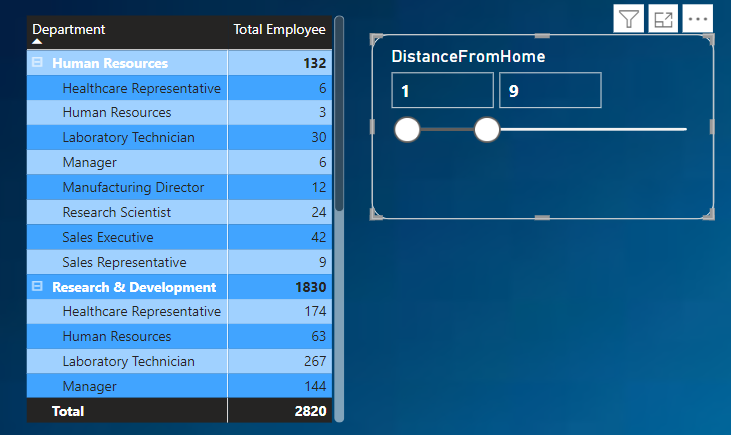 Department Total Employee
Human Resources 132
Healthcare Representative 6
Human Resources 3
Laboratory Technician 30
Manager 6
Manufacturing Director 12
Research Scientist 24
Sales Executive 42
Sales Representative 9
Research & Development 1830
Healthcare Representative 174
Human Resources 63
Laboratory Technician 267
Manager 144
Total 2820
DistanceFromHome
1 9